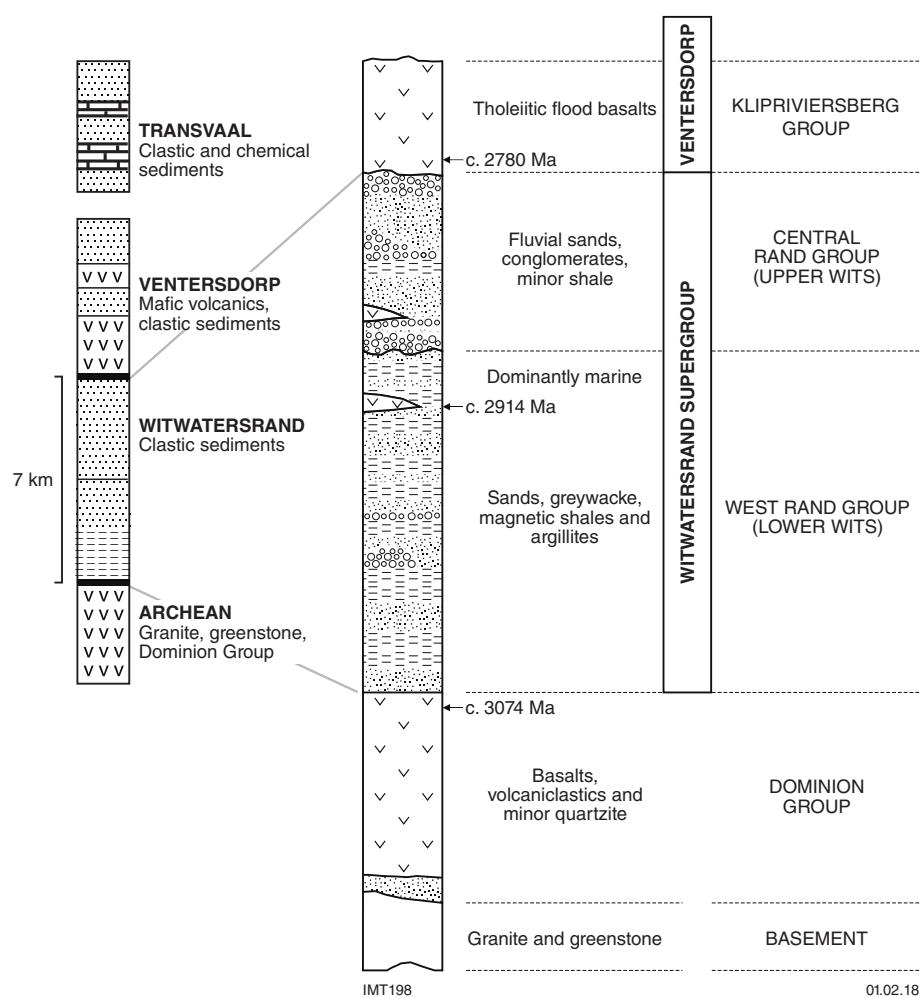 TRANSVAAL
Clastic and chemical
sediments
VENTERSDORP
Mafic volcanics,
clastic sediments
WITWATERSRAND
Clastic sediments
7 km
ARCHEAN
Granite, greenstone,
Dominion Group
Tholeiitic flood basalts
c. 2780 Ma
Fluvial sands,
conglomerates,
minor shale
Dominantly marine
c. 2914 Ma
Sands, greywacke,
magnetic shales and
argillites
c. 3074 Ma
Basalts,
volcaniclastics and
minor quartzite
Granite and greenstone
VENTERSDORP
WITWATERSRAND SUPERGROUP
KLIPRIVIERSBERG
GROUP
CENTRAL
RAND GROUP
(UPPER WITS)
WEST RAND GROUP
(LOWER WITS)
DOMINION
GROUP
BASEMENT
IMT198
01.02.18